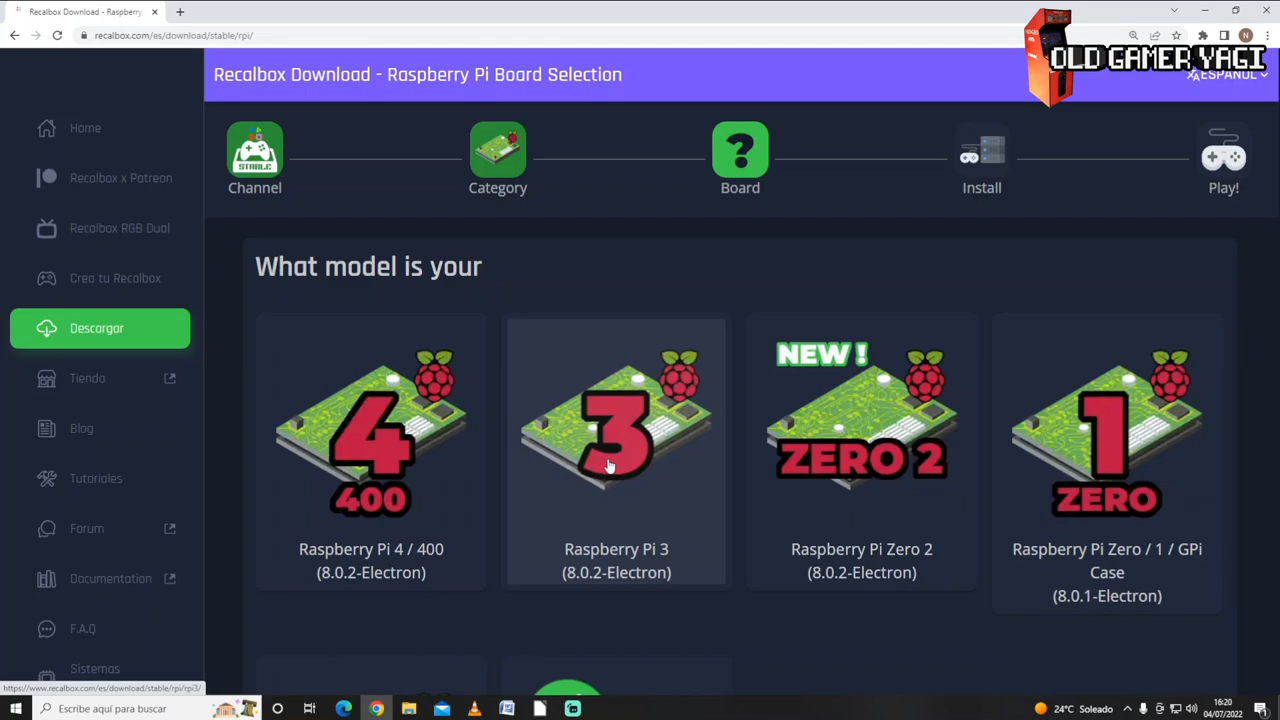 Recalbox Download - Raspberry
recalbox.com/es/download/stable/rpi/
N
OLD GAMER YAGI
Recalbox Download - Raspberry Pi Board Selection
ESPAÑOL
Home
Recalbox x Patreon
Recalbox RGB Dual
Crea tu Recalbox
Descargar
Tienda
Blog
Tutoriales
Forum
Documentation
F.A.Q
Sistemas
STABLE
?
Channel
Category
Board
Install
Play!
What model is your
4
400
Raspberry Pi 4 / 400
(8.0.2-Electron)
3
Raspberry Pi 3
(8.0.2-Electron)
NEW !
ZERO 2
Raspberry Pi Zero 2
(8.0.2-Electron)
1
ZERO
Raspberry Pi Zero / 1 / GPi
Case
(8.0.1-Electron)
https://www.recalbox.com/es/download/stable/rpi/rpi3/
Escribe aquí para buscar
24°C Soleado
16:20
04/07/2022